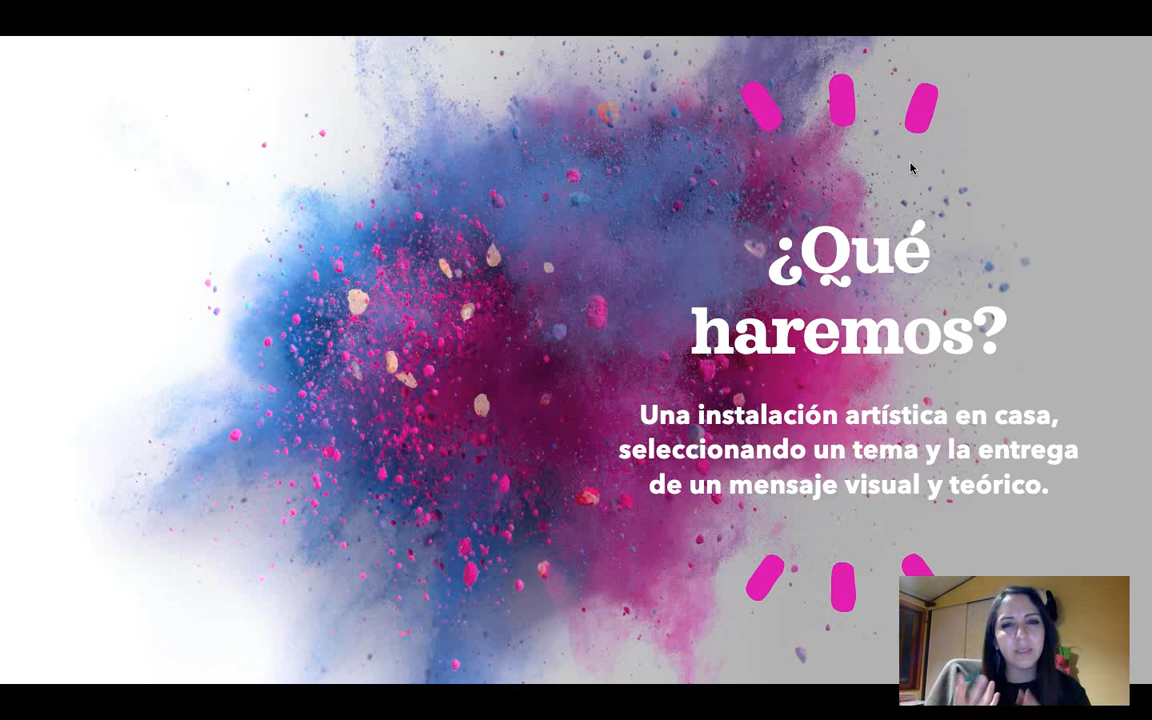 ¿Qué
haremos?
Una instalación artística en casa,
seleccionando un tema y la entrega
de un mensaje visual y teórico.